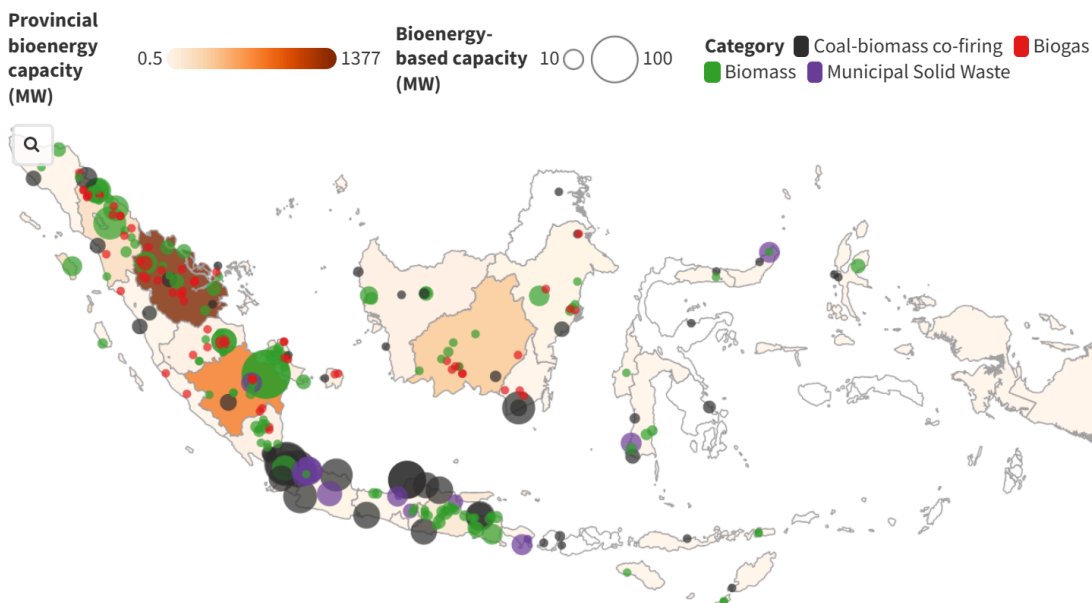 Provincial
bioenergy
capacity
(MW)
0.5
1377
Bioenergy-
based capacity
(MW)
10
100
Category
Coal-biomass co-firing
Biogas
Biomass
Municipal Solid Waste